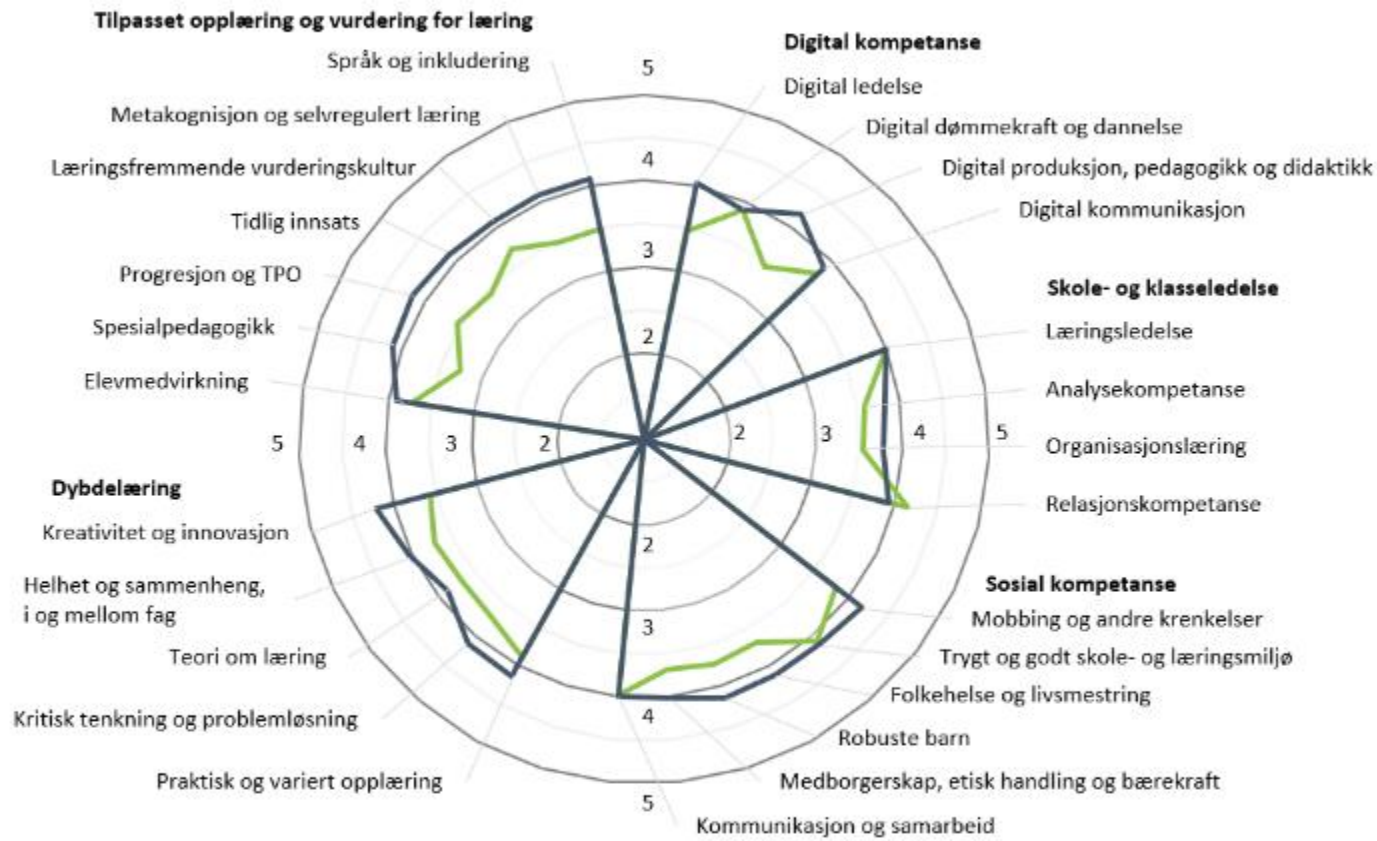 Tilpasset opplæring og vurdering for læring
Språk og inkludering
Metakognisjon og selvregulert læring
Læringsfremmende vurderingskultur
Tidlig innsats
Progresjon og TPO
Spesialpedagogikk
Elevmedvirkning
Digital kompetanse
Digital ledelse
Digital dømmekraft og dannelse
Digital produksjon, pedagogikk og didaktikk
Digital kommunikasjon
Skole- og klasseledelse
Læringsledelse
Analysekompetanse
Organisasjonslæring
Relasjonskompetanse
Sosial kompetanse
Mobbing og andre krenkelser
Trygt og godt skole- og læringsmiljø
Folkehelse og livsmestring
Robuste barn
Medborgerskap, etisk handling og bærekraft
Kommunikasjon og samarbeid
Dybdelæring
Kreativitet og innovasjon
Helhet og sammenheng,
i og mellom fag
Teori om læring
Kritisk tenkning og problemløsning
Praktisk og variert opplæring
5
4
3
2
5 4 3 2
2 3 4 5
2
3
4
5